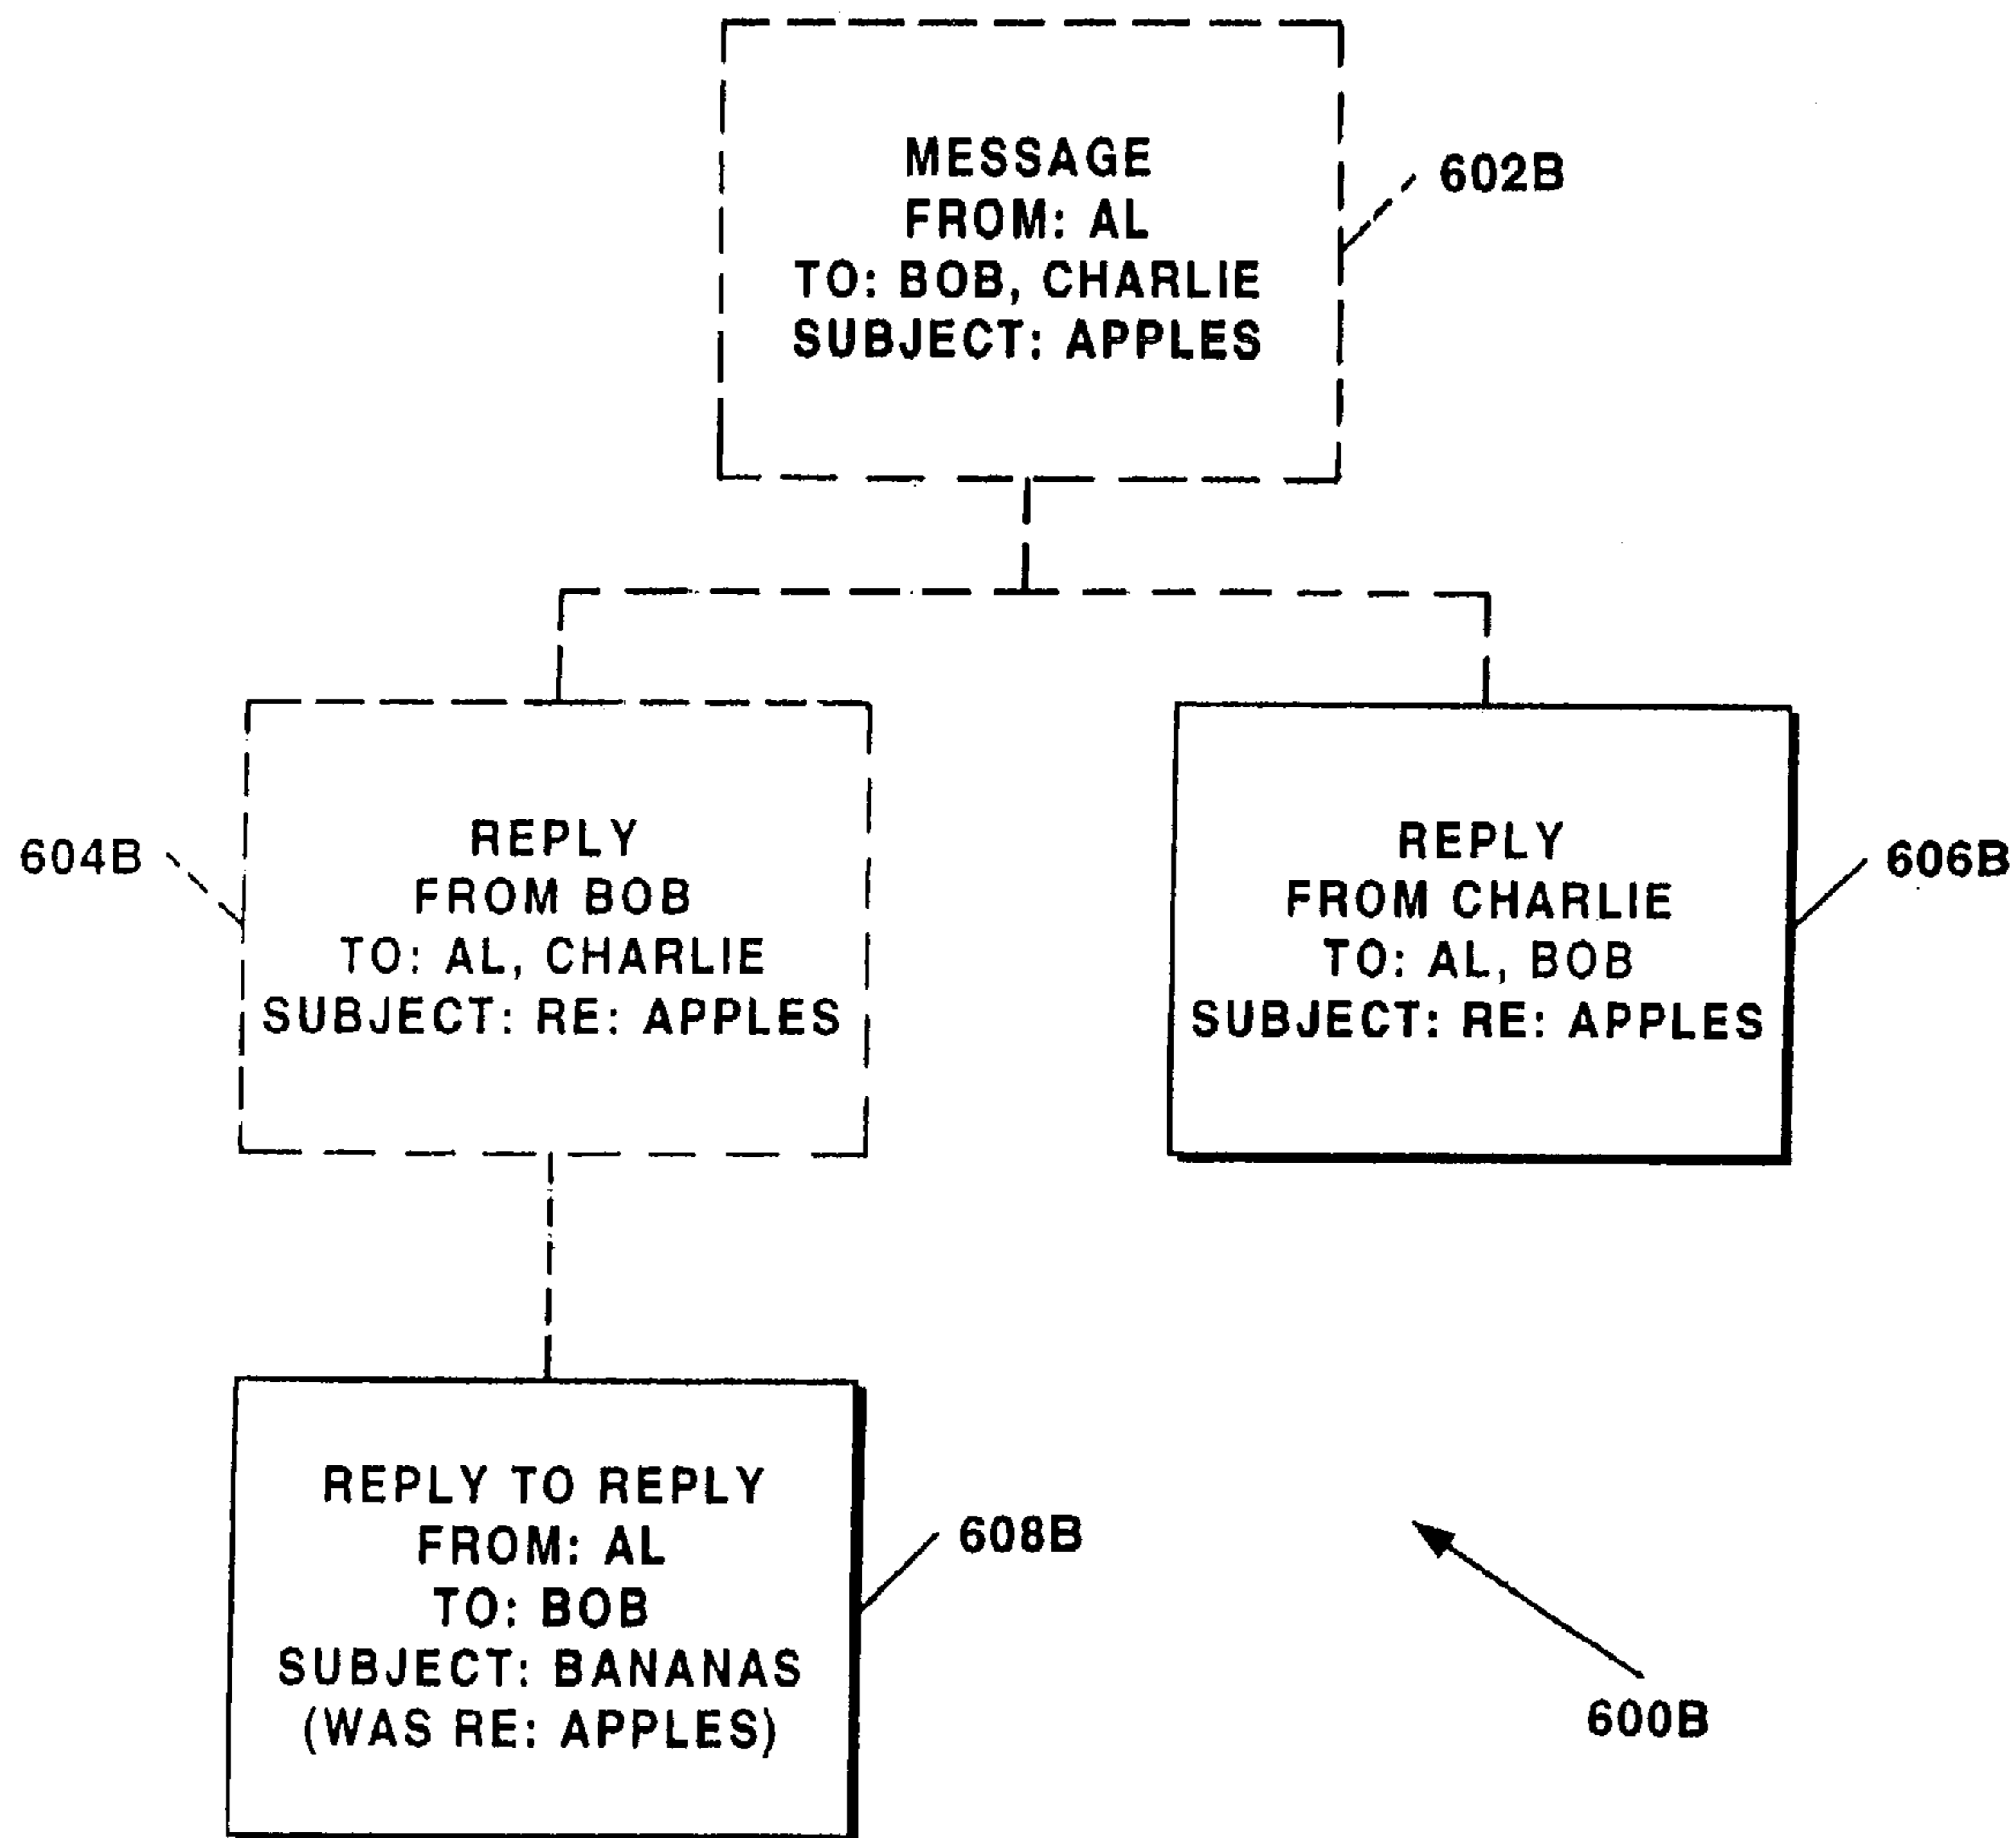 MESSAGE
FROM: AL
TO: BOB, CHARLIE
SUBJECT: APPLES
602B
REPLY
FROM BOB
TO: AL, CHARLIE
SUBJECT: RE: APPLES
604B
REPLY
FROM CHARLIE
TO: AL, BOB
SUBJECT: RE: APPLES
606B
REPLY TO REPLY
FROM: AL
TO: BOB
SUBJECT: BANANAS
(WAS RE: APPLES)
608B
600B